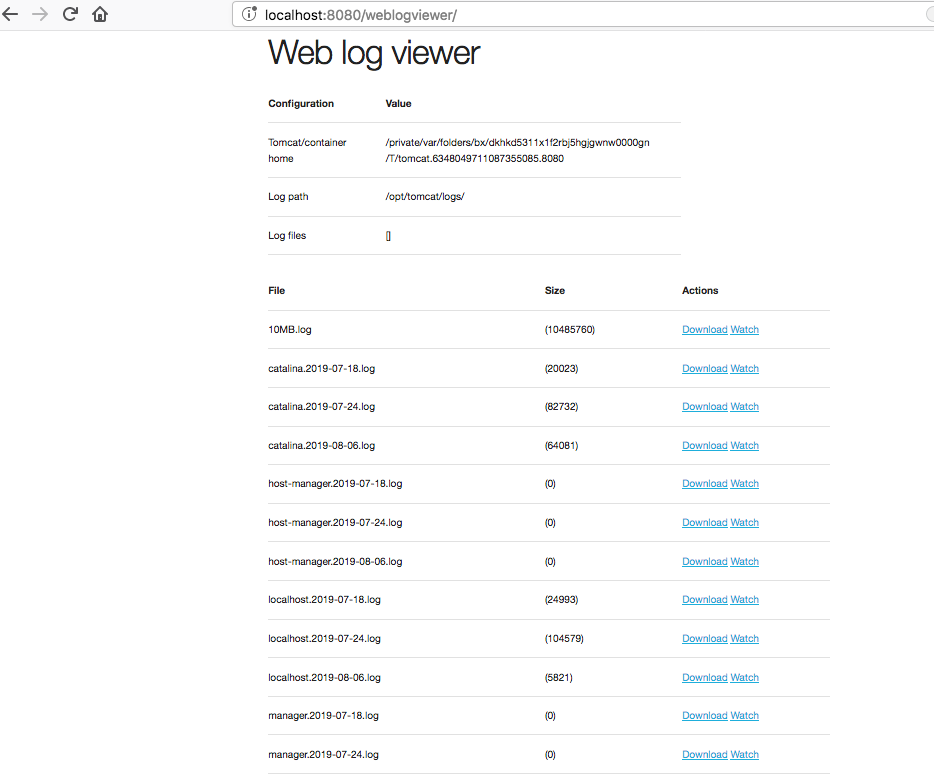 localhost:8080/weblogviewer/
Web log viewer
Configuration Value
Tomcat/container home /private/var/folders/bx/dkhkd5311x1f2rbj5hgjgwnw0000gn
/T/tomcat.6348049711087355085.8080
Log path /opt/tomcat/logs/
Log files []
File Size Actions
10MB.log (10485760) Download Watch
catalina.2019-07-18.log (20023) Download Watch
catalina.2019-07-24.log (82732) Download Watch
catalina.2019-08-06.log (64081) Download Watch
host-manager.2019-07-18.log (0) Download Watch
host-manager.2019-07-24.log (0) Download Watch
host-manager.2019-08-06.log (0) Download Watch
localhost.2019-07-18.log (24993) Download Watch
localhost.2019-07-24.log (104579) Download Watch
localhost.2019-08-06.log (5821) Download Watch
manager.2019-07-18.log (0) Download Watch
manager.2019-07-24.log (0) Download Watch